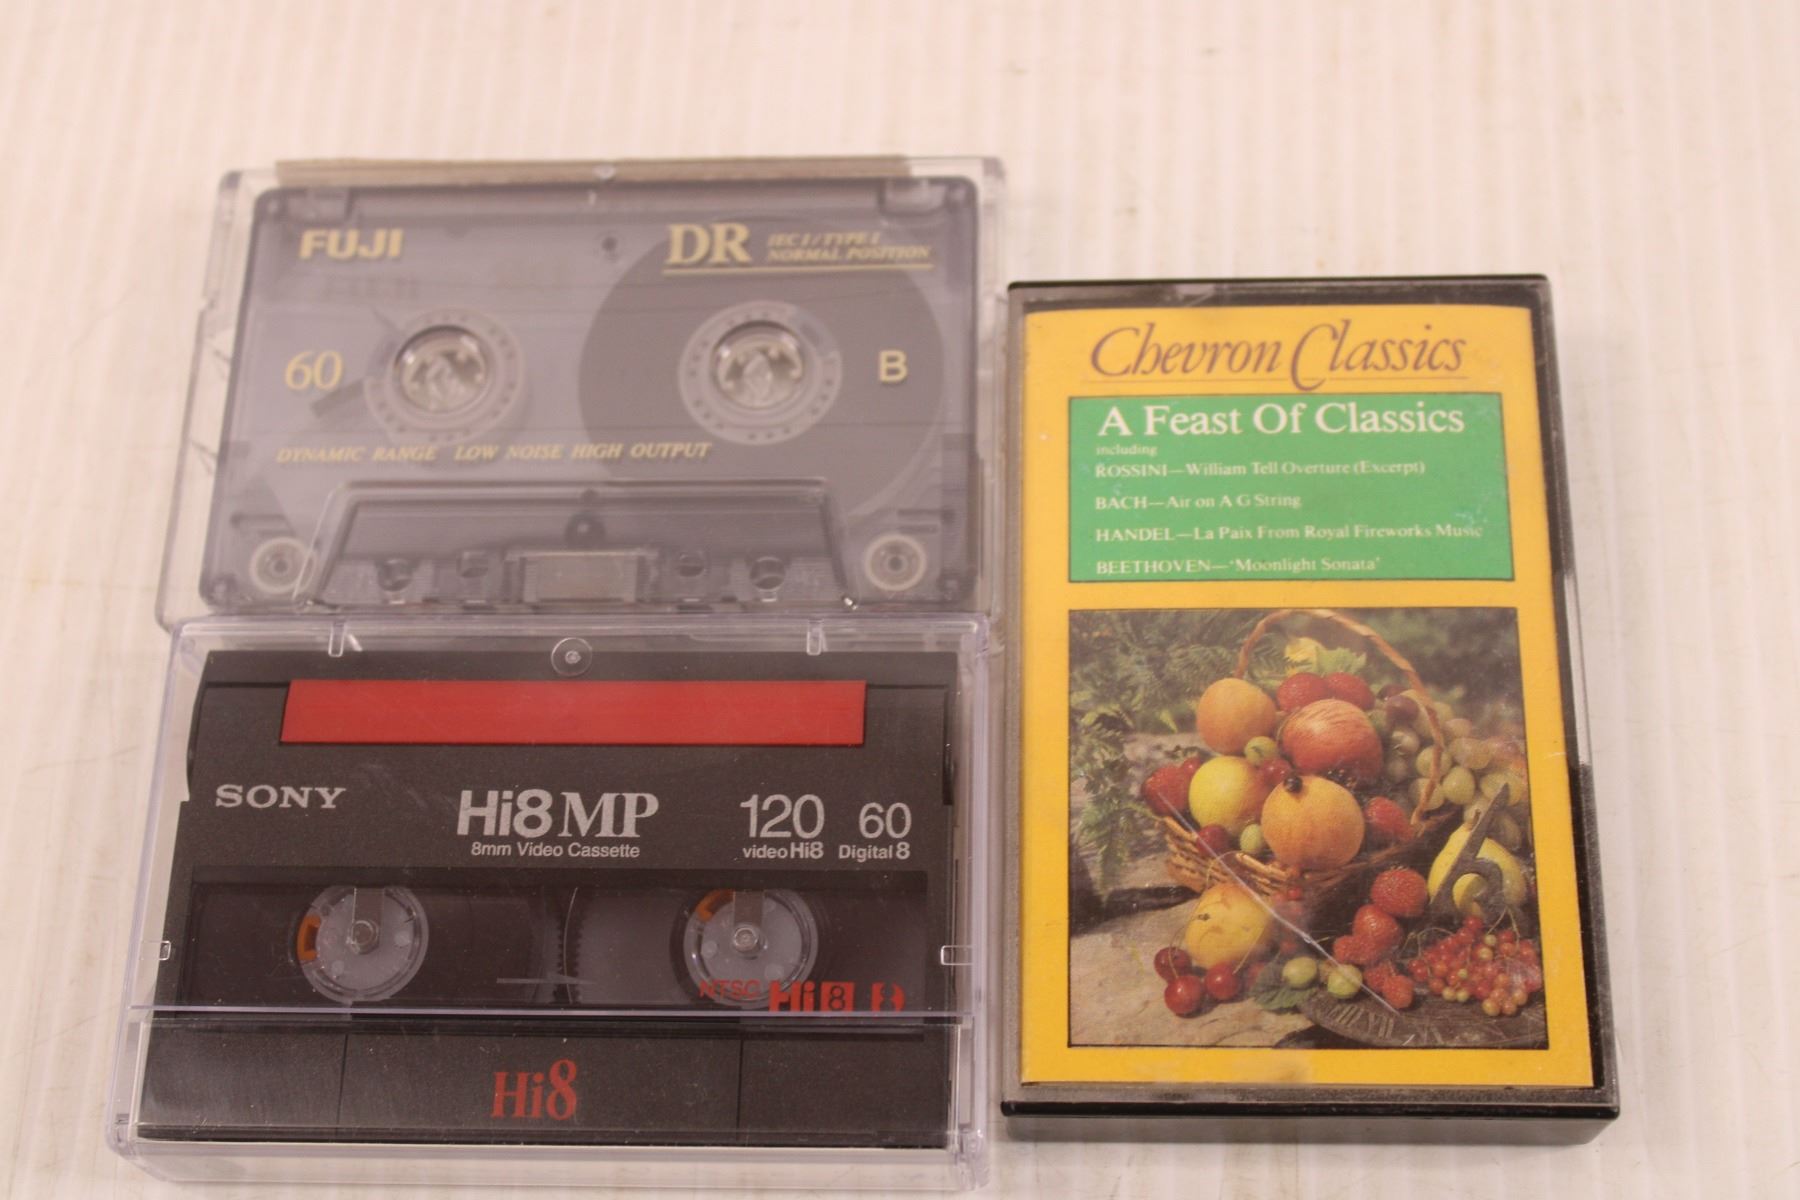 FUJI
DR IEC I / TYPE I
NORMAL POSITION
60
B
DYNAMIC RANGE LOW NOISE HIGH OUTPUT
SONY
Hi8 MP
8mm Video Cassette
120 60
video Hi8 Digital 8
NTSC Hi8
Hi8
Chevron Classics
A Feast Of Classics
including
ROSSINI—William Tell Overture (Excerpt)
BACH—Air on A G String
HANDEL—La Paix From Royal Fireworks Music
BEETHOVEN—'Moonlight Sonata'